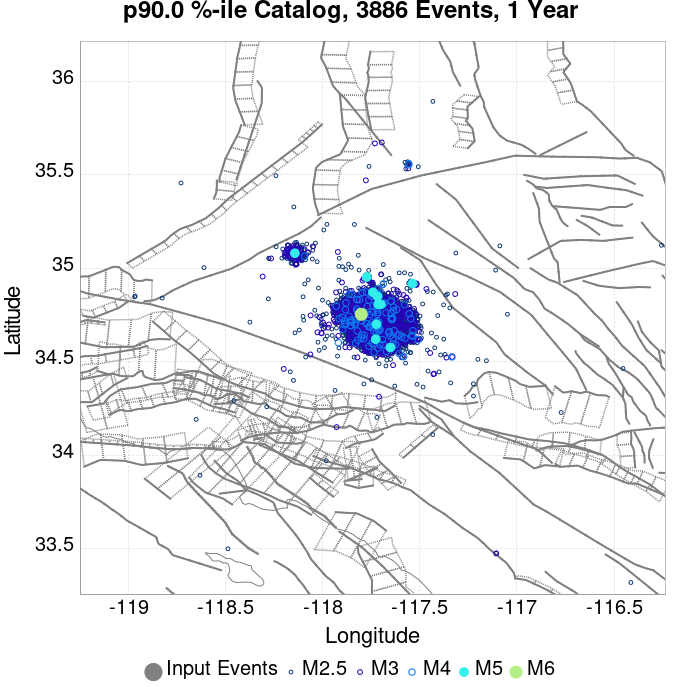 p90.0 %-ile Catalog, 3886 Events, 1 Year
36
35.5
35
34.5
34
33.5
Latitude
-119
-118.5
-118
-117.5
-117
-116.5
Longitude
Input Events
M2.5
M3
M4
M5
M6